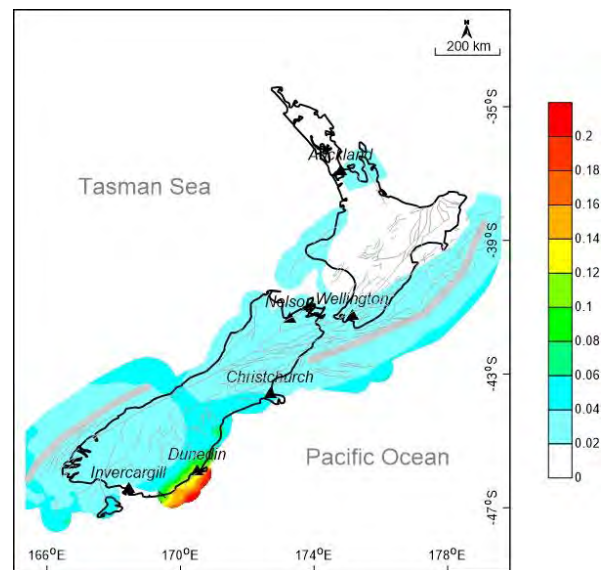 N
200 km
-35°S
0.2
Auckland
0.18
Tasman Sea
0.16
0.14
-39°S
0.12
0.1
Nelson Wellington
0.08
-43°S
0.06
Christchurch
0.04
Dunedin
Pacific Ocean
0.02
Invercargill
0
-47°S
166°E
170°E
174°E
178°E